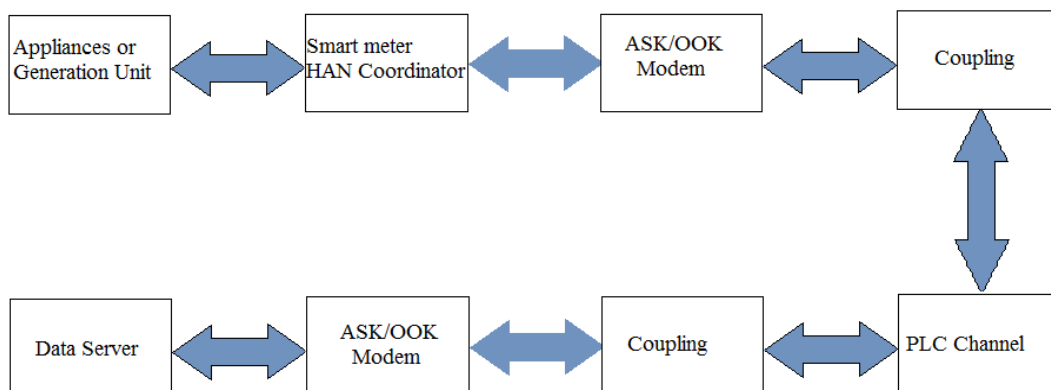 Appliances or
Generation Unit
Smart meter
HAN Coordinator
ASK/OOK
Modem
Coupling
Data Server
ASK/OOK
Modem
Coupling
PLC Channel